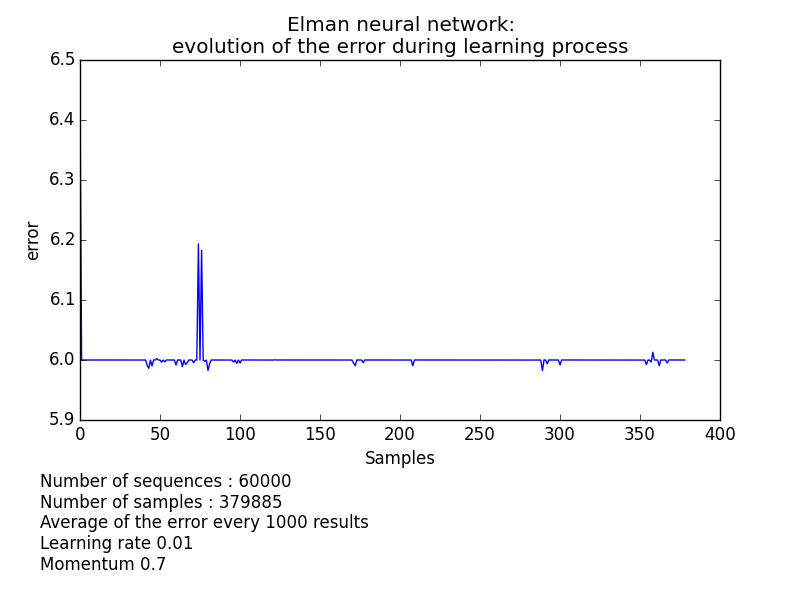 Elman neural network:
evolution of the error during learning process
6.5
6.4
6.3
6.2
6.1
6.0
5.9
error
0 50 100 150 200 250 300 350 400
Samples
Number of sequences : 60000
Number of samples : 379885
Average of the error every 1000 results
Learning rate 0.01
Momentum 0.7